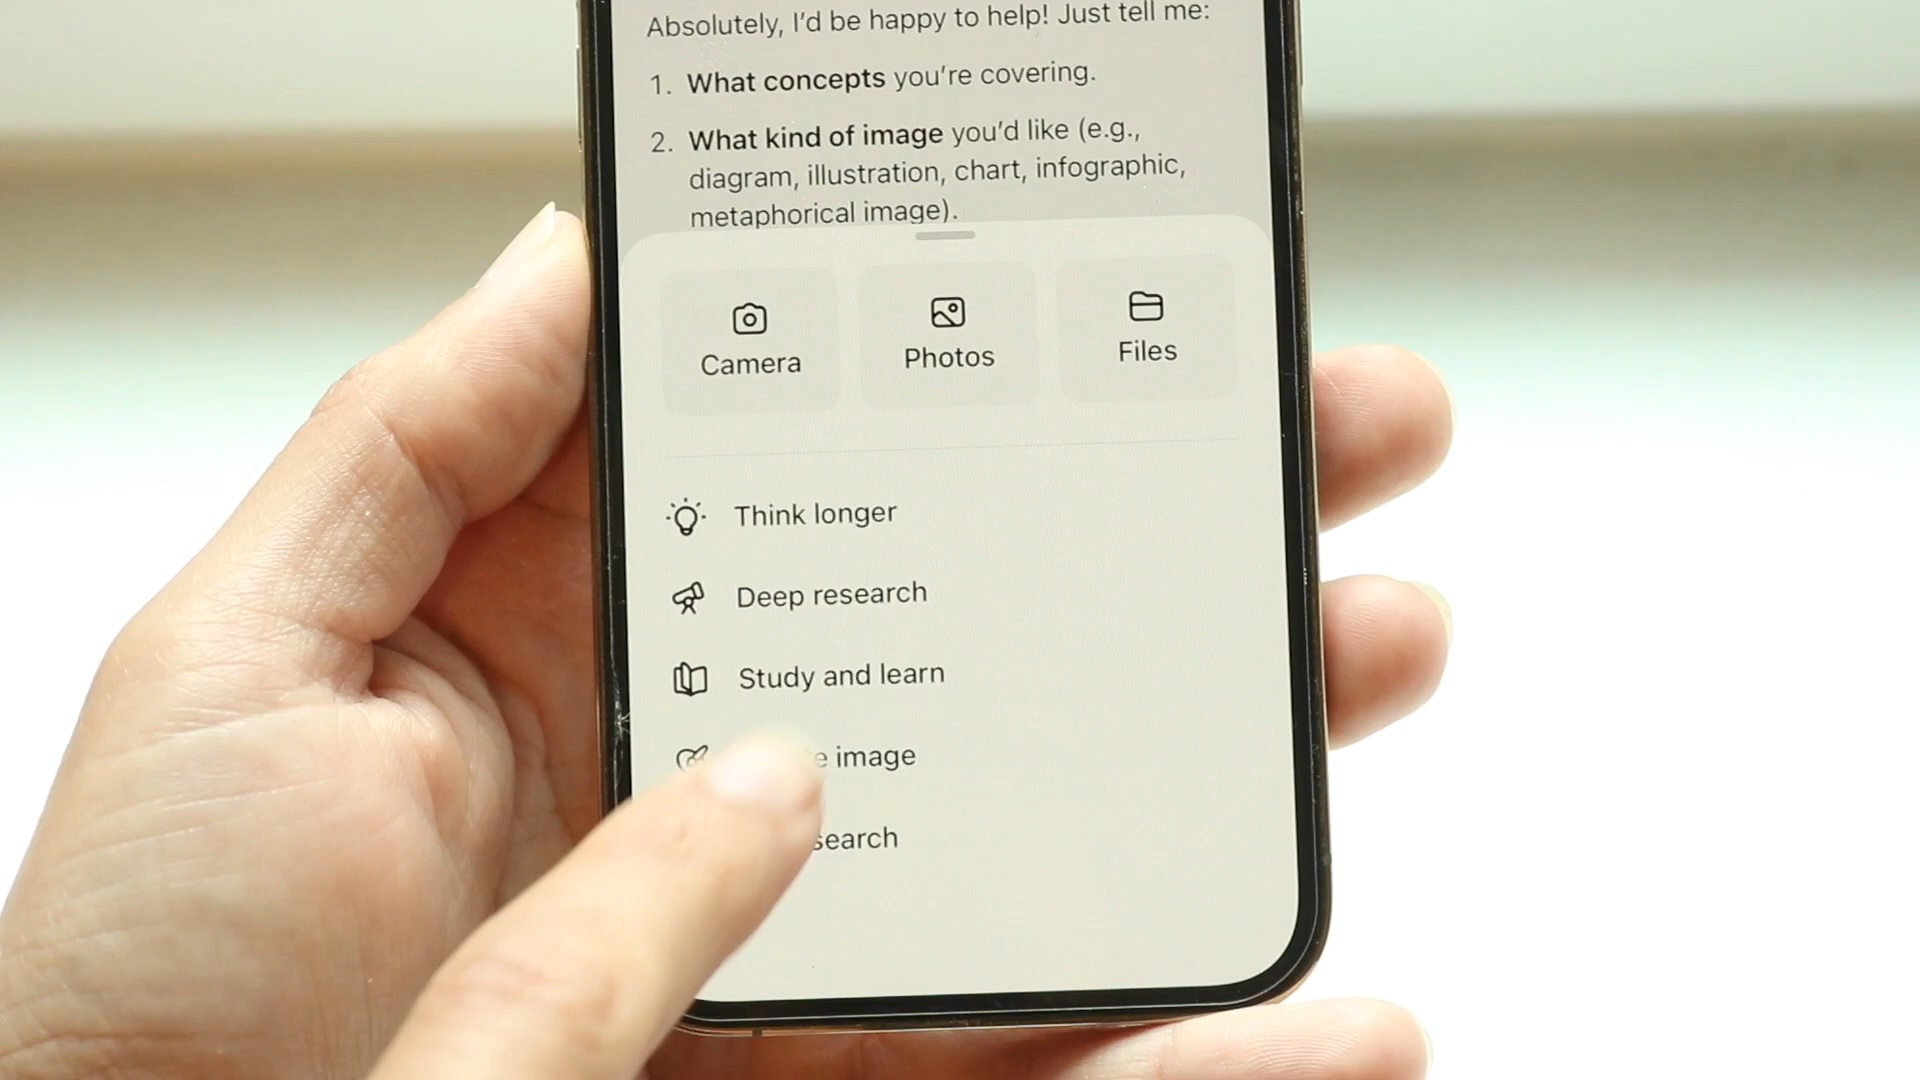 Absolutely, I'd be happy to help! Just tell me:
1. What concepts you're covering.
2. What kind of image you'd like (e.g.,
diagram, illustration, chart, infographic,
metaphorical image).
Camera
Photos
Files
Think longer
Deep research
Study and learn
image
search